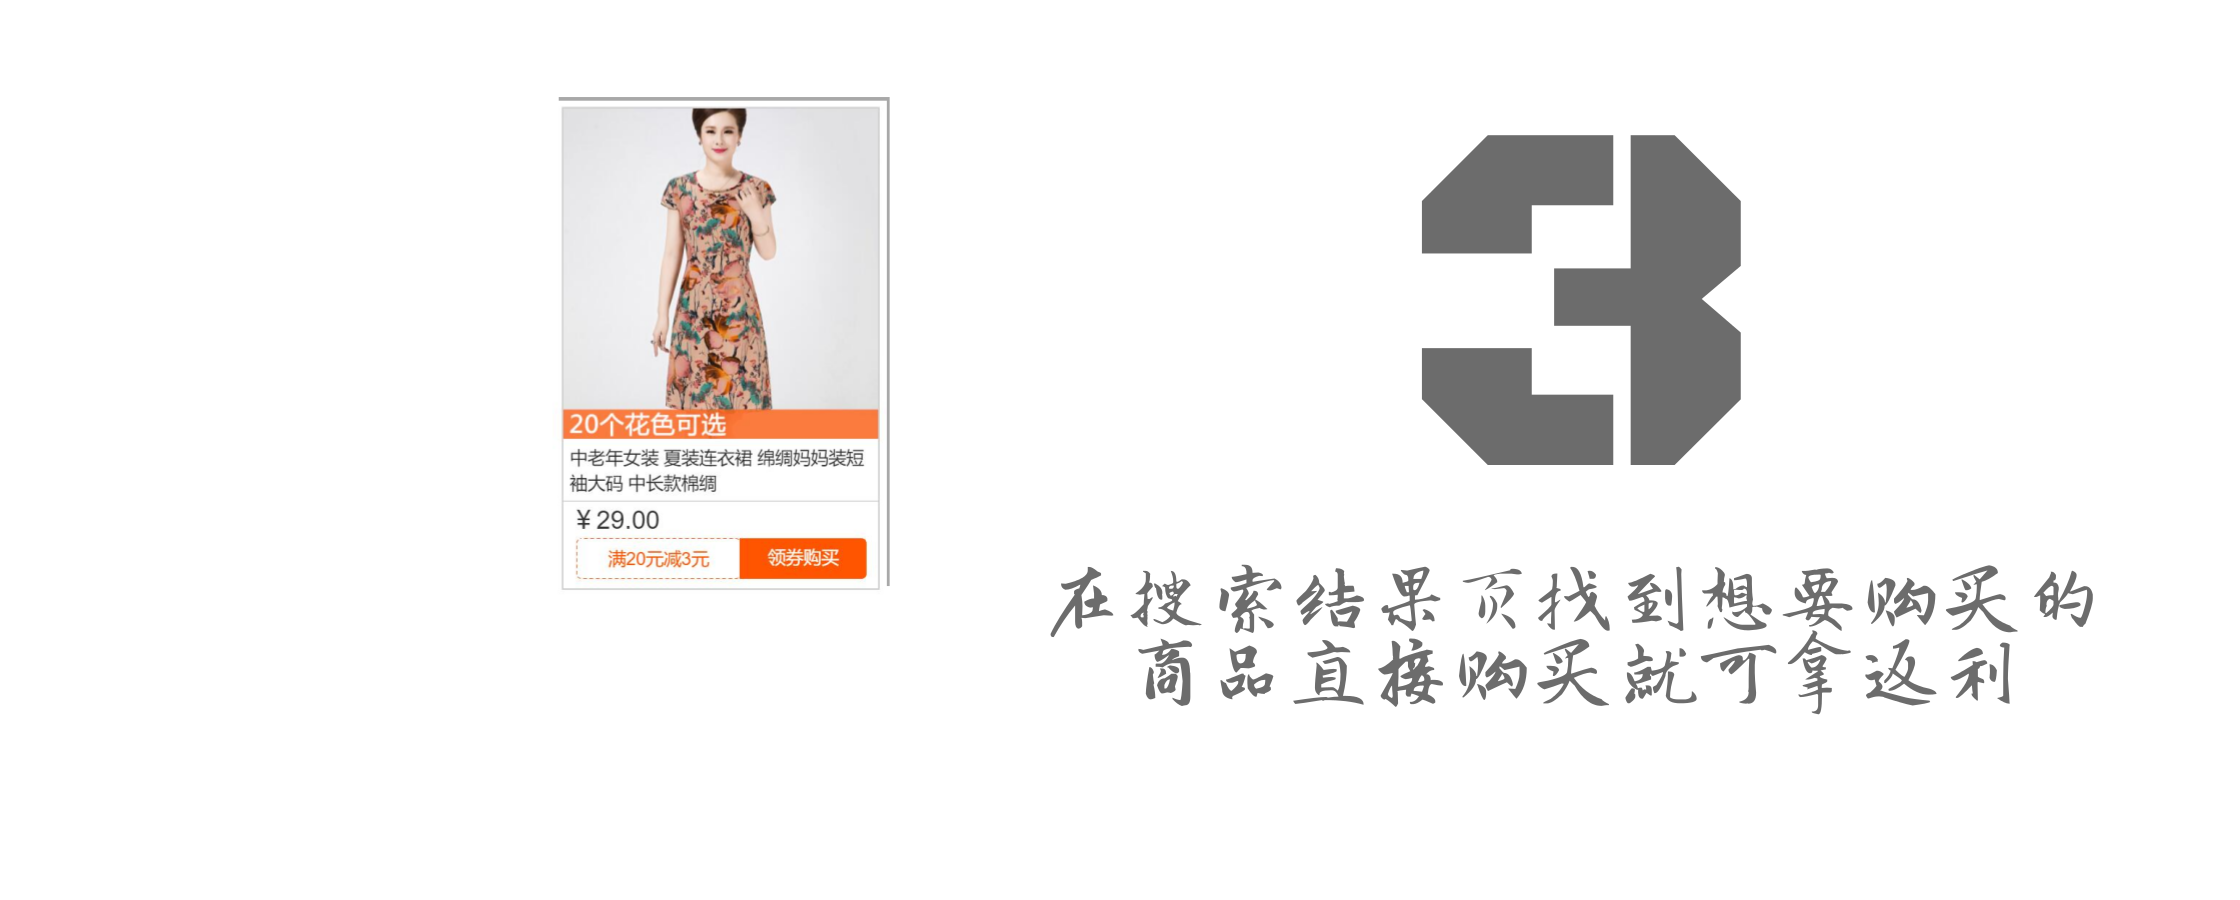 20个花色可选
中老年女装 夏装连衣裙 绵绸妈妈装短
袖大码 中长款棉绸
¥ 29.00
满20元减3元 领券购买
3
在搜索结果页找到想要购买的
商品直接购买就可拿返利